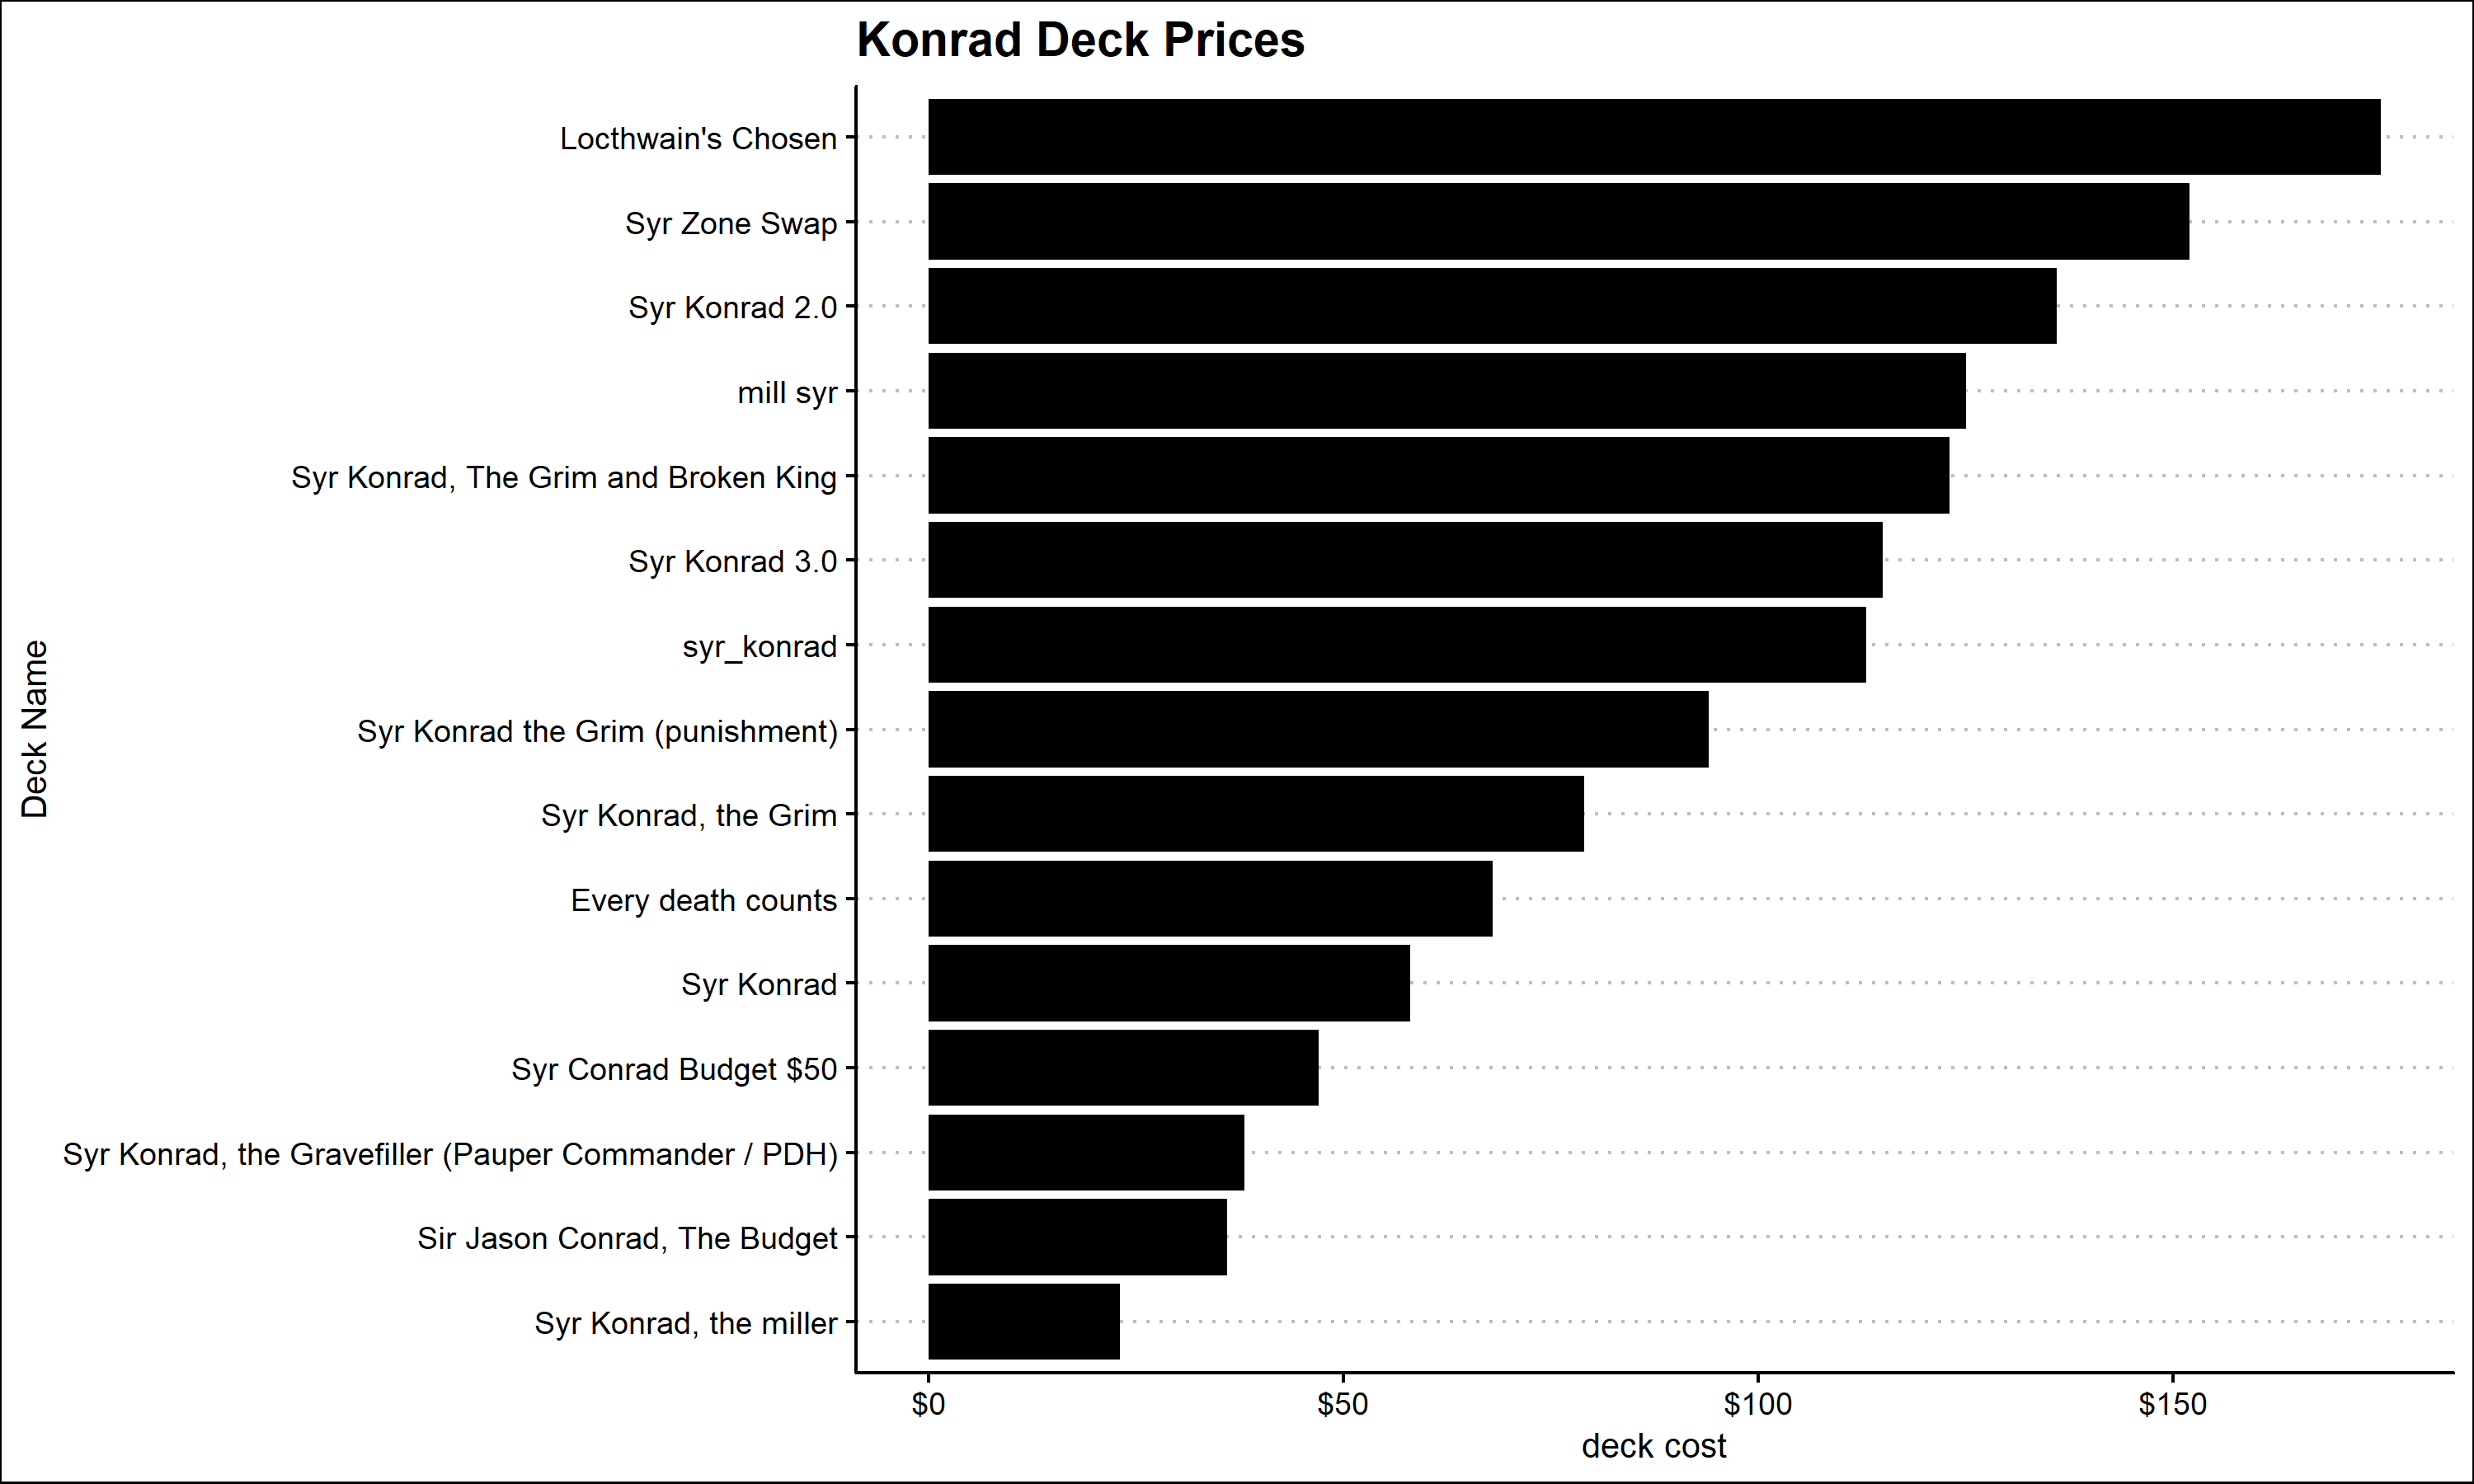 Konrad Deck Prices
Locthwain's Chosen
Syr Zone Swap
Syr Konrad 2.0
mill syr
Syr Konrad, The Grim and Broken King
Syr Konrad 3.0
syr_konrad
Syr Konrad the Grim (punishment)
Syr Konrad, the Grim
Every death counts
Syr Konrad
Syr Conrad Budget $50
Syr Konrad, the Gravefiller (Pauper Commander / PDH)
Sir Jason Conrad, The Budget
Syr Konrad, the miller
Deck Name
$0 $50 $100 $150
deck cost